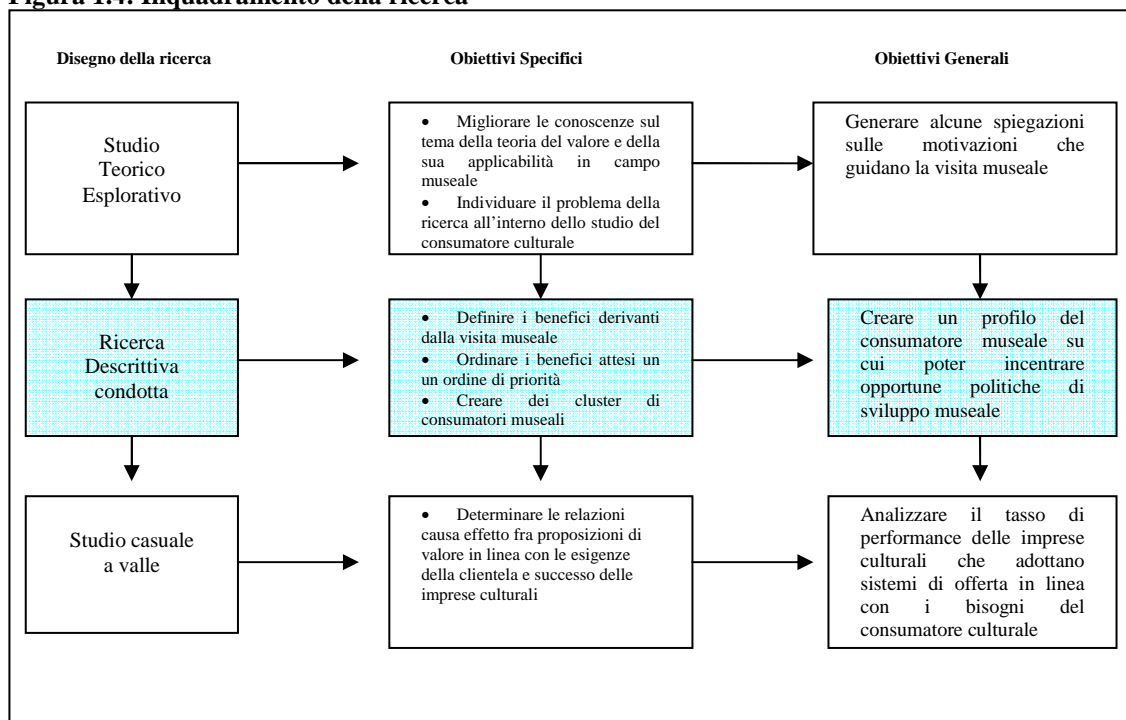 Figura 1.4: Inquadramento della ricerca
Disegno della ricerca
Obiettivi Specifici
Obiettivi Generali
Studio
Teorico
Esplorativo
• Migliorare le conoscenze sul
tema della teoria del valore e della
sua applicabilità in campo
museale
• Individuare il problema della
ricerca all'interno dello studio del
consumatore culturale
Generare alcune spiegazioni
sulle motivazioni che
guidano la visita museale
Ricerca
Descrittiva
condotta
• Definire i benefici derivanti
dalla visita museale
• Ordinare i benefici attesi un
un ordine di priorità
• Creare dei cluster di
consumatori museali
Creare un profilo del
consumatore museale su
cui poter incentrare
opportune politiche di
sviluppo museale
Studio casuale
a valle
• Determinare le relazioni
causa effetto fra proposizioni di
valore in linea con le esigenze
della clientela e successo delle
imprese culturali
Analizzare il tasso di
performance delle imprese
culturali che adottano
sistemi di offerta in linea
con i bisogni del
consumatore culturale